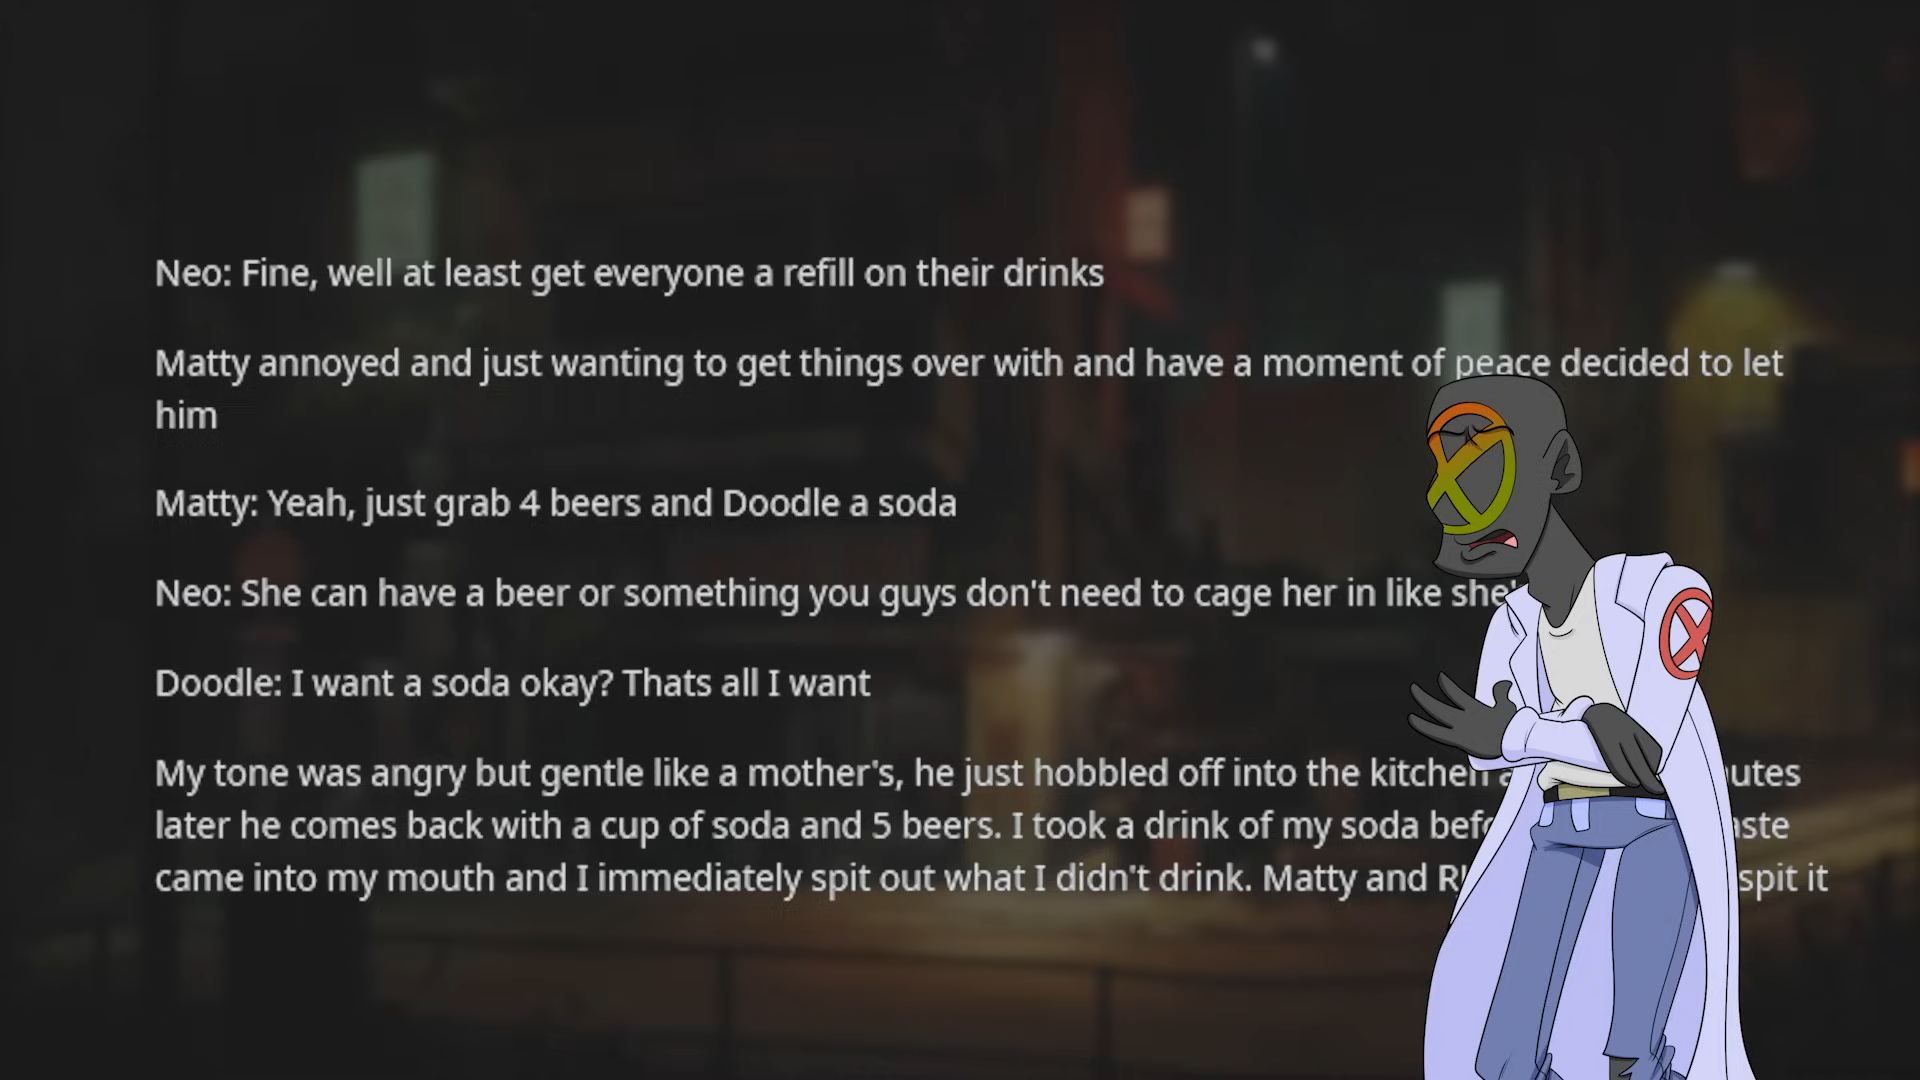 Neo: Fine, well at least get everyone a refill on their drinks
Matty annoyed and just wanting to get things over with and have a moment of peace decided to let
him
Matty: Yeah, just grab 4 beers and Doodle a soda
Neo: She can have a beer or something you guys don't need to cage her in like
Doodle: I want a soda okay? Thats all I want
My tone was angry but gentle like a mother's, he just hobbled off into the kitchen
later he comes back with a cup of soda and 5 beers. I took a drink of my soda
came into my mouth and I immediately spit out what I didn't drink. Matty and spit it